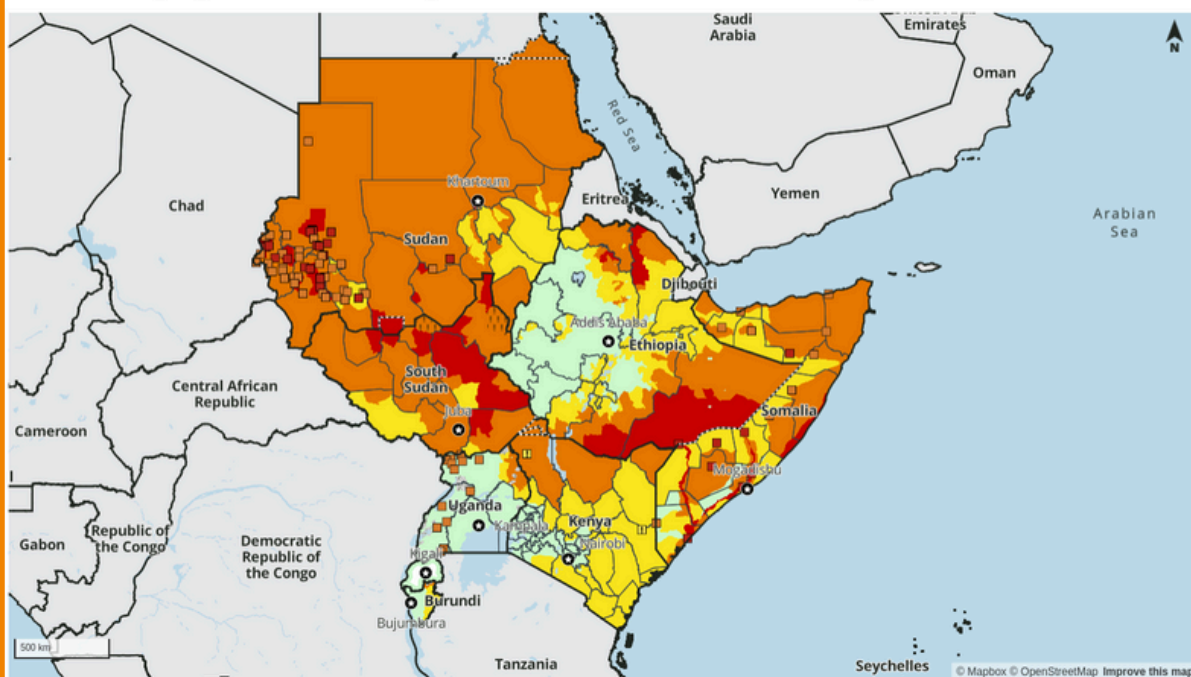 Saudi
Arabia
Emirates
N
Oman
Red Sea
Khartoum
Eritrea
Yemen
Chad
Arabian
Sea
Sudan
Djibouti
Addis Ababa
Ethiopia
Central African
Republic
South
Sudan
Somalia
Juba
Cameroon
Mogadishu
Uganda
Kampala
Kenya
Nairobi
Gabon
Republic of
the Congo
Democratic
Republic of
the Congo
Kigali
Burundi
Bujumbura
500 km
Tanzania
Seychelles
© Mapbox © OpenStreetMap Improve this map